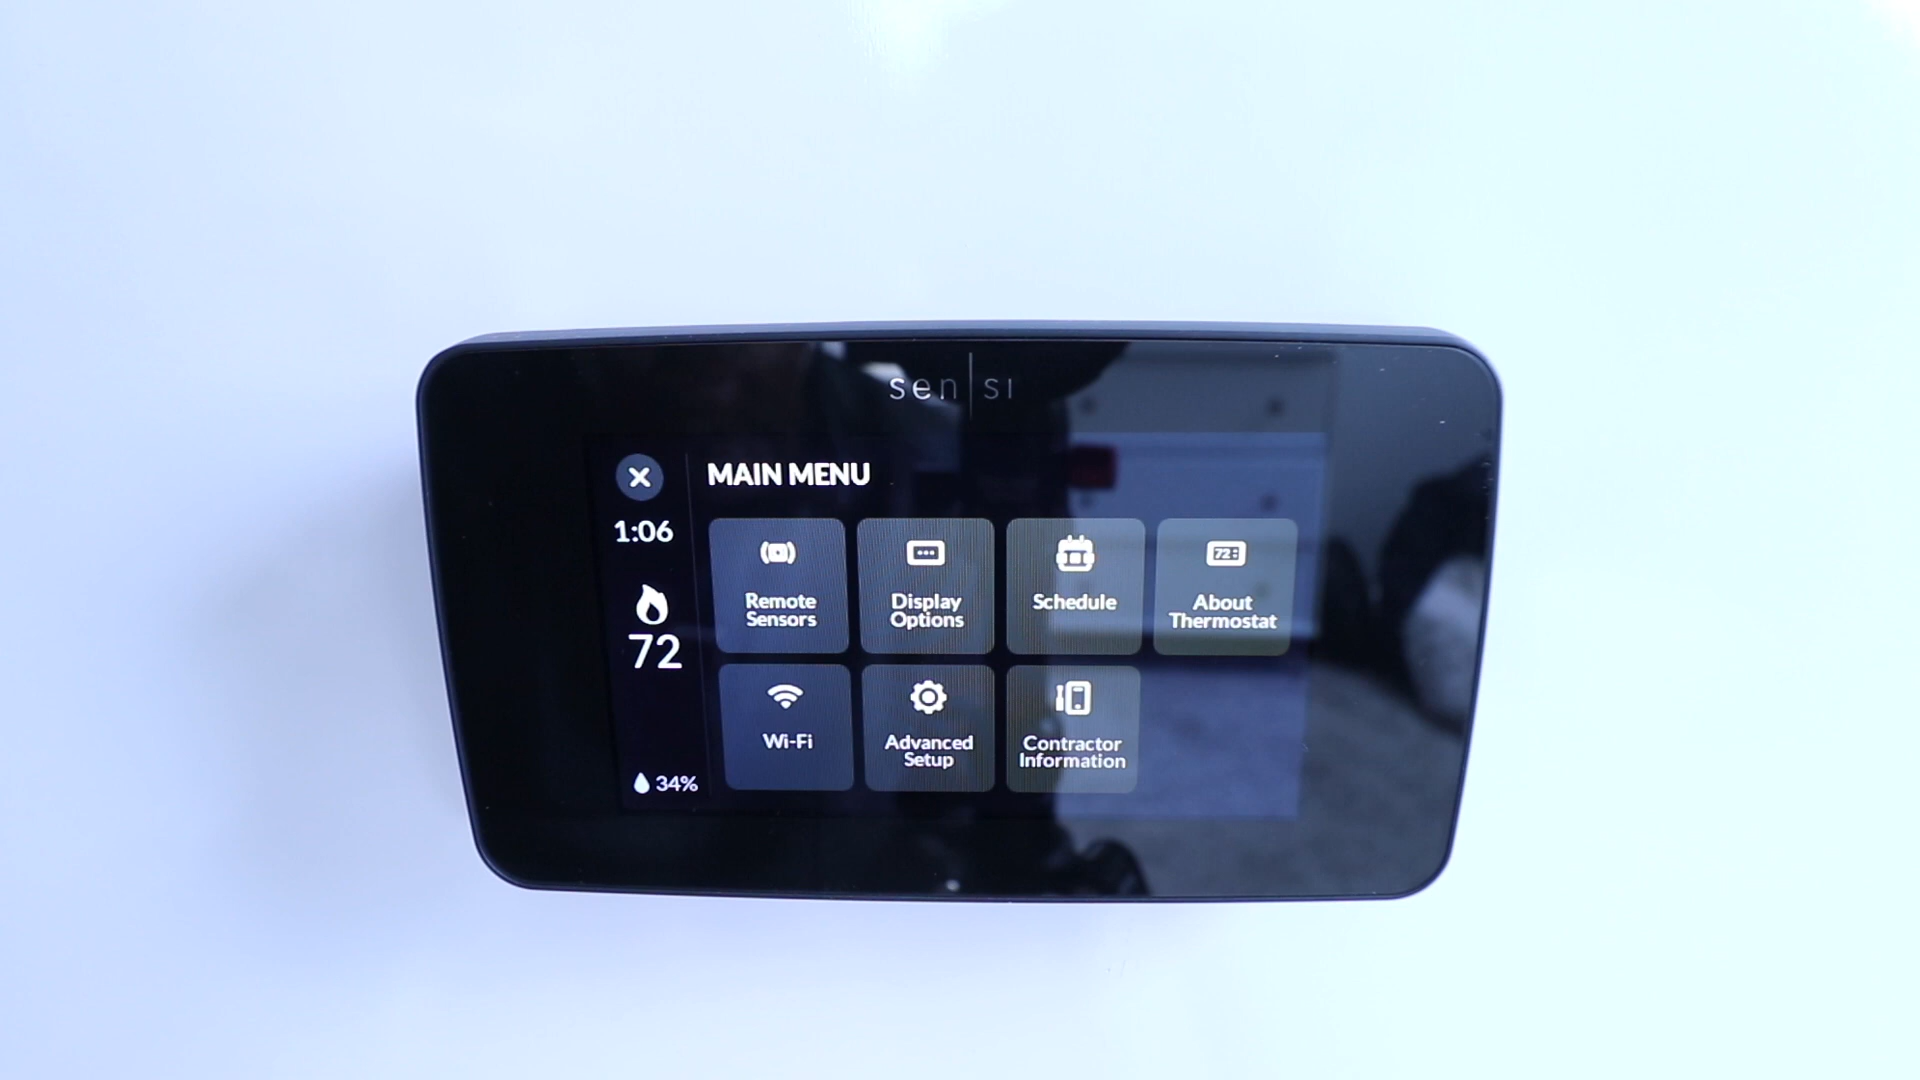 sensi
MAIN MENU
1:06
72
34%
Remote
Sensors
Display
Options
Schedule
72
About
Thermostat
Wi-Fi
Advanced
Setup
Contractor
Information